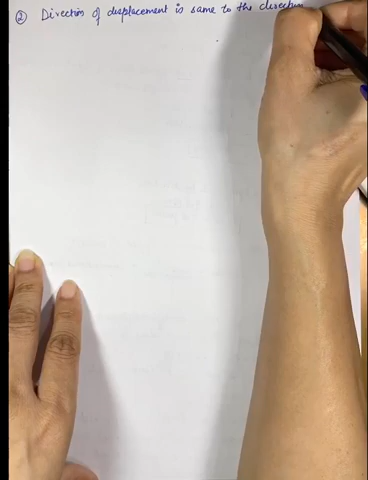 ② Direction of displacement is same to the direction